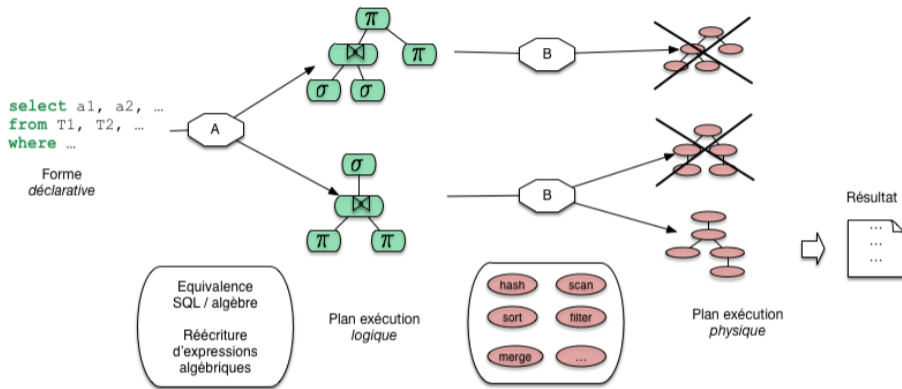 select a1, a2, ...
from T1, T2, ...
where ...
Forme
déclarative
A
π
⋈
π
σ
σ
B
σ
⋈
π
π
B
Résultat
...
...
...
Equivalence
SQL / algèbre
Réécriture
d'expressions
algébriques
Plan exécution
logique
hash
scan
sort
filter
merge
...
Plan exécution
physique